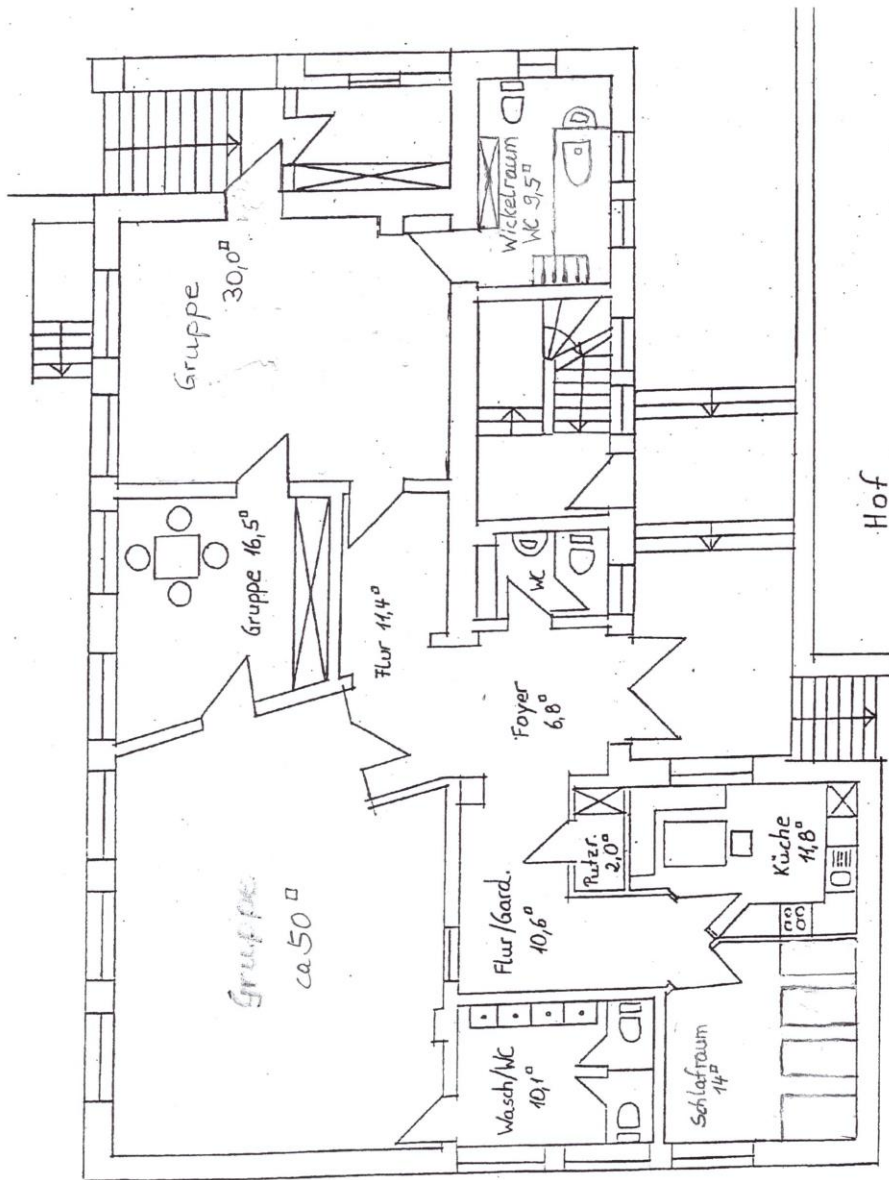 Gruppe
30,0□
Wickelraum
WC 9,5□
Gruppe 16,5□
Flur 11,4□
WC
Foyer
6,8□
Hof
Gruppe
ca 50□
Flur/Gard.
10,6□
Putzr.
2,0□
Küche
11,8□
Wasch/WC
10,1□
Schlafraum
14□